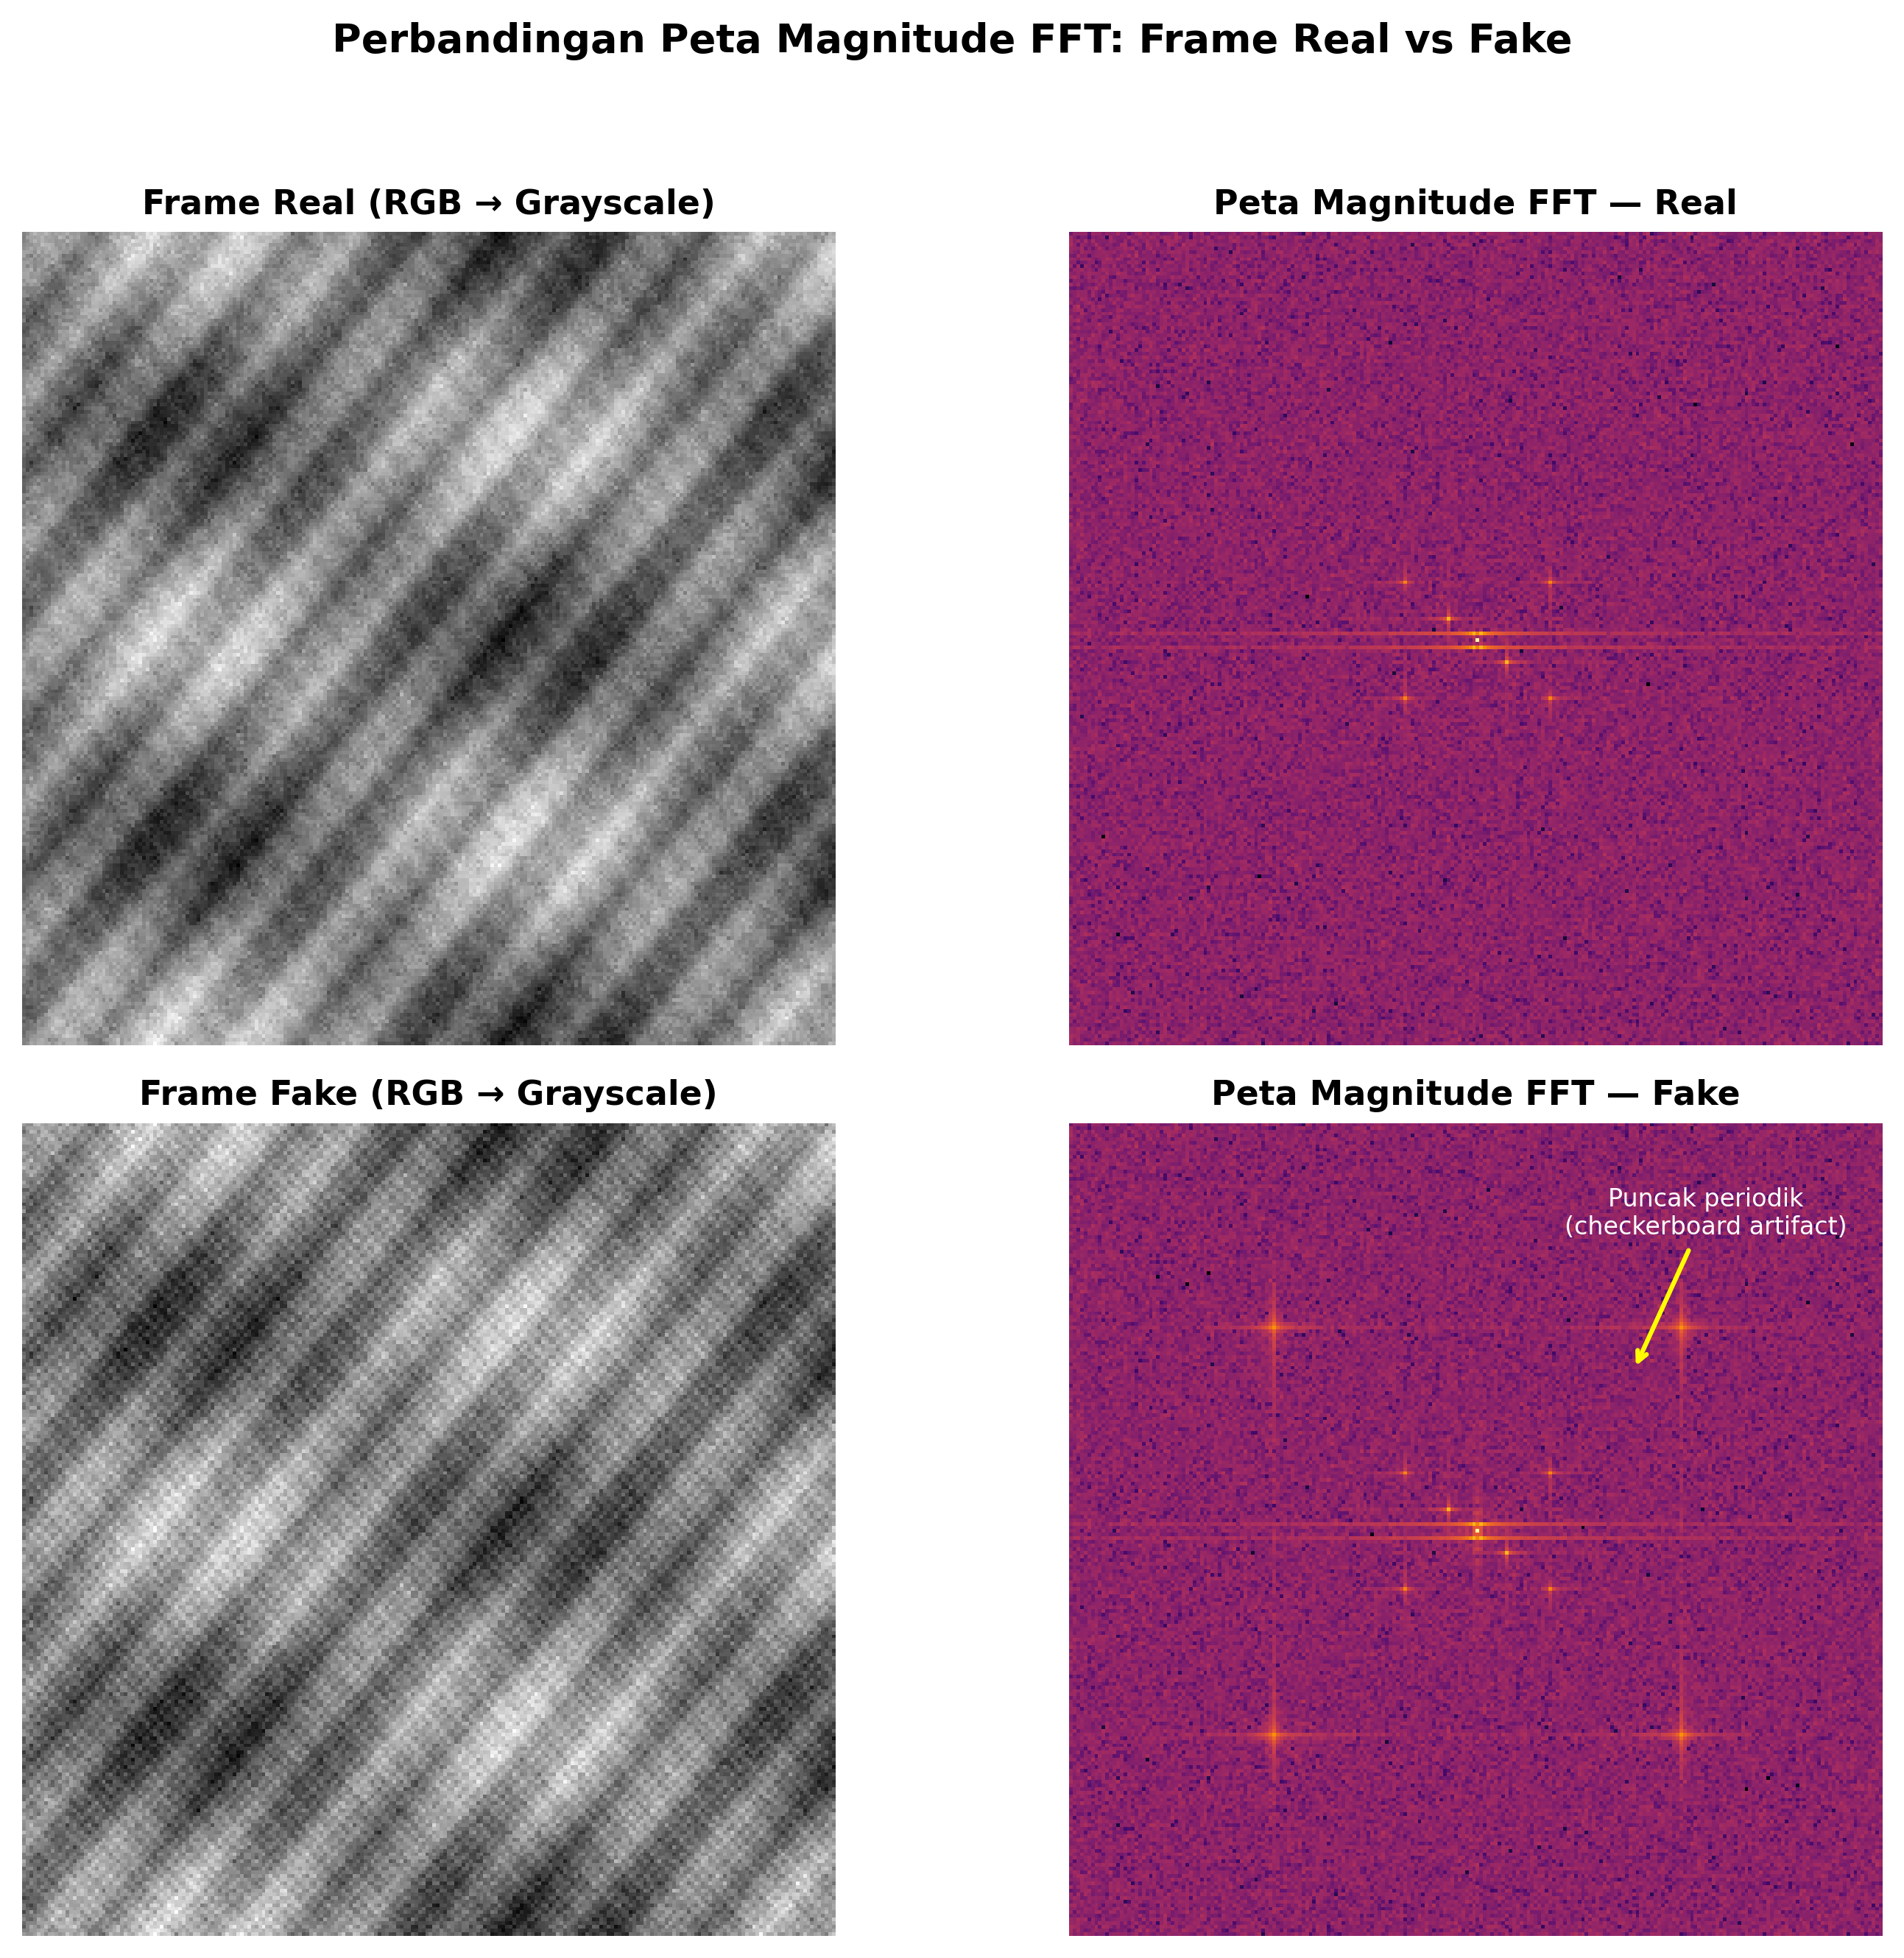 Perbandingan Peta Magnitude FFT: Frame Real vs Fake
Frame Real (RGB → Grayscale)
Peta Magnitude FFT — Real
Frame Fake (RGB → Grayscale)
Peta Magnitude FFT — Fake
Puncak periodik
(checkerboard artifact)